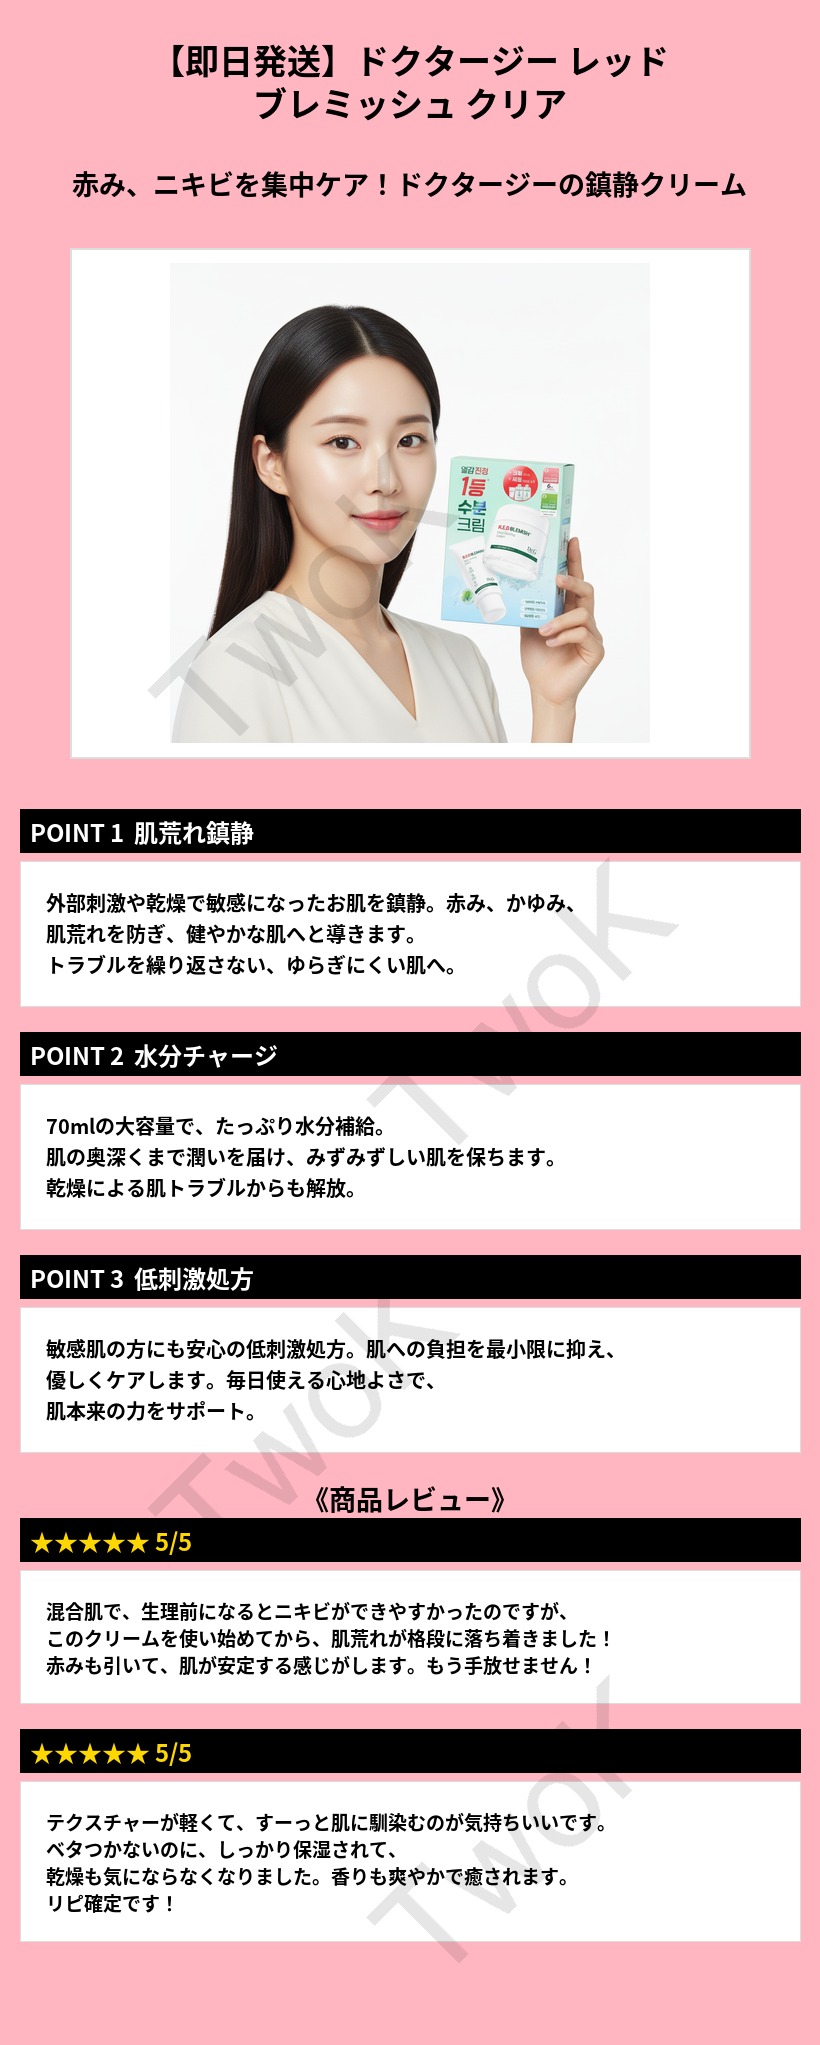 【即日発送】ドクタージー レッド
ブレミッシュ クリア
赤み、ニキビを集中ケア！ドクタージーの鎮静クリーム
열감진정
1등
수분
크림
R.E.D BLEMISH
Dr.G
TwoK
POINT 1 肌荒れ鎮静
外部刺激や乾燥で敏感になったお肌を鎮静。赤み、かゆみ、
肌荒れを防ぎ、健やかな肌へと導きます。
トラブルを繰り返さない、ゆらぎにくい肌へ。
TwoK
POINT 2 水分チャージ
70mlの大容量で、たっぷり水分補給。
肌の奥深くまで潤いを届け、みずみずしい肌を保ちます。
乾燥による肌トラブルからも解放。
POINT 3 低刺激処方
敏感肌の方にも安心の低刺激処方。肌への負担を最小限に抑え、
優しくケアします。毎日使える心地よさで、
肌本来の力をサポート。
TwoK
《商品レビュー》
★★★★★ 5/5
混合肌で、生理前になるとニキビができやすかったのですが、
このクリームを使い始めてから、肌荒れが格段に落ち着きました！
赤みも引いて、肌が安定する感じがします。もう手放せません！
★★★★★ 5/5
テクスチャーが軽くて、すーっと肌に馴染むのが気持ちいいです。
ベタつかないのに、しっかり保湿されて、
乾燥も気にならなくなりました。香りも爽やかで癒されます。
リピ確定です！
TwoK